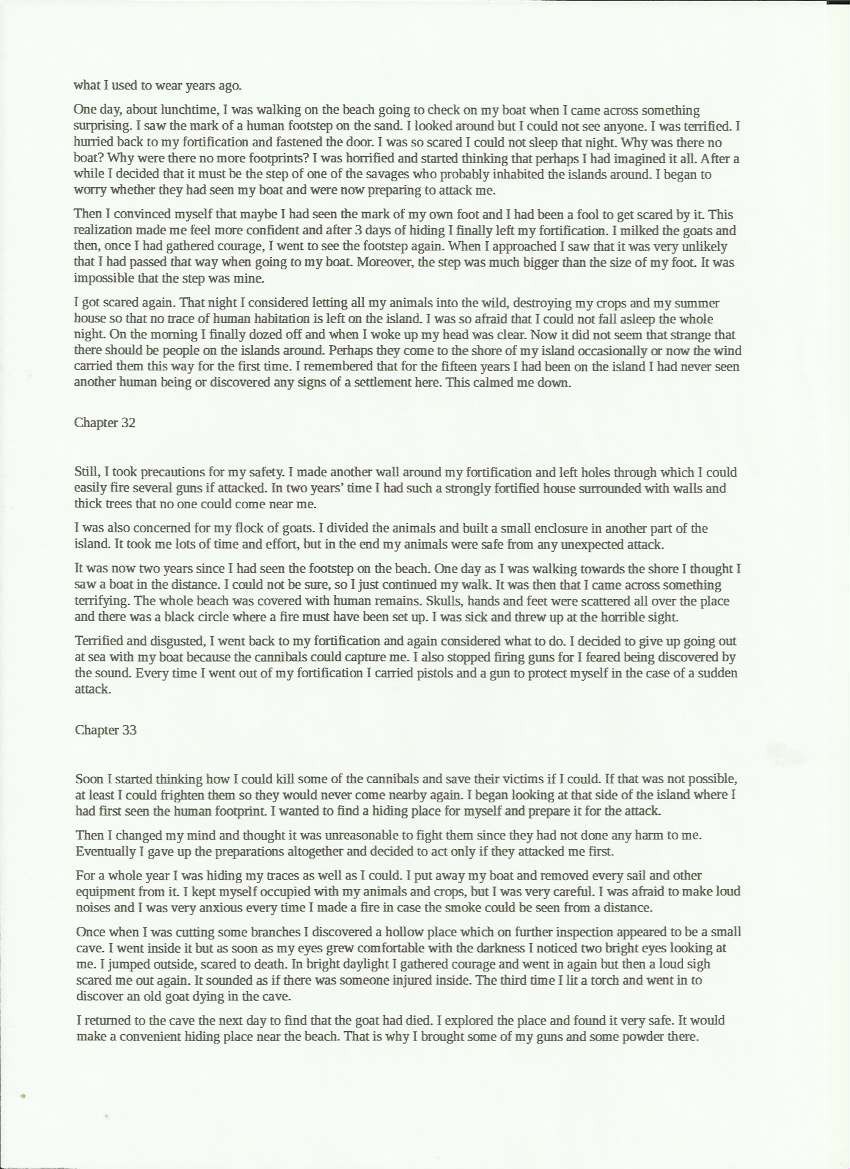 what I used to wear years ago.
One day, about lunchtime, I was walking on the beach going to check on my boat when I came across something
surprising. I saw the mark of a human footstep on the sand. I looked around but I could not see anyone. I was terrified. I
hurried back to my fortification and fastened the door. I was so scared I could not sleep that night. Why was there no
boat? Why were there no more footprints? I was horrified and started thinking that perhaps I had imagined it all. After a
while I decided that it must be the step of one of the savages who probably inhabited the islands around. I began to
worry whether they had seen my boat and were now preparing to attack me.
Then I convinced myself that maybe I had seen the mark of my own foot and I had been a fool to get scared by it. This
realization made me feel more confident and after 3 days of hiding I finally left my fortification. I milked the goats and
then, once I had gathered courage, I went to see the footstep again. When I approached I saw that it was very unlikely
that I had passed that way when going to my boat. Moreover, the step was much bigger than the size of my foot. It was
impossible that the step was mine.
I got scared again. That night I considered letting all my animals into the wild, destroying my crops and my summer
house so that no trace of human habitation is left on the island. I was so afraid that I could not fall asleep the whole
night. On the morning I finally dozed off and when I woke up my head was clear. Now it did not seem that strange that
there should be people on the islands around. Perhaps they come to the shore of my island occasionally or now the wind
carried them this way for the first time. I remembered that for the fifteen years I had been on the island I had never seen
another human being or discovered any signs of a settlement here. This calmed me down.
Chapter 32
Still, I took precautions for my safety. I made another wall around my fortification and left holes through which I could
easily fire several guns if attacked. In two years' time I had such a strongly fortified house surrounded with walls and
thick trees that no one could come near me.
I was also concerned for my flock of goats. I divided the animals and built a small enclosure in another part of the
island. It took me lots of time and effort, but in the end my animals were safe from any unexpected attack.
It was now two years since I had seen the footstep on the beach. One day as I was walking towards the shore I thought I
saw a boat in the distance. I could not be sure, so I just continued my walk. It was then that I came across something
terrifying. The whole beach was covered with human remains. Skulls, hands and feet were scattered all over the place
and there was a black circle where a fire must have been set up. I was sick and threw up at the horrible sight.
Terrified and disgusted, I went back to my fortification and again considered what to do. I decided to give up going out
at sea with my boat because the cannibals could capture me. I also stopped firing guns for I feared being discovered by
the sound. Every time I went out of my fortification I carried pistols and a gun to protect myself in the case of a sudden
attack.
Chapter 33
Soon I started thinking how I could kill some of the cannibals and save their victims if I could. If that was not possible,
at least I could frighten them so they would never come nearby again. I began looking at that side of the island where I
had first seen the human footprint. I wanted to find a hiding place for myself and prepare it for the attack.
Then I changed my mind and thought it was unreasonable to fight them since they had not done any harm to me.
Eventually I gave up the preparations altogether and decided to act only if they attacked me first.
For a whole year I was hiding my traces as well as I could. I put away my boat and removed every sail and other
equipment from it. I kept myself occupied with my animals and crops, but I was very careful. I was afraid to make loud
noises and I was very anxious every time I made a fire in case the smoke could be seen from a distance.
Once when I was cutting some branches I discovered a hollow place which on further inspection appeared to be a small
cave. I went inside it but as soon as my eyes grew comfortable with the darkness I noticed two bright eyes looking at
me. I jumped outside, scared to death. In bright daylight I gathered courage and went in again but then a loud sigh
scared me out again. It sounded as if there was someone injured inside. The third time I lit a torch and went in to
discover an old goat dying in the cave.
I returned to the cave the next day to find that the goat had died. I explored the place and found it very safe. It would
make a convenient hiding place near the beach. That is why I brought some of my guns and some powder there.